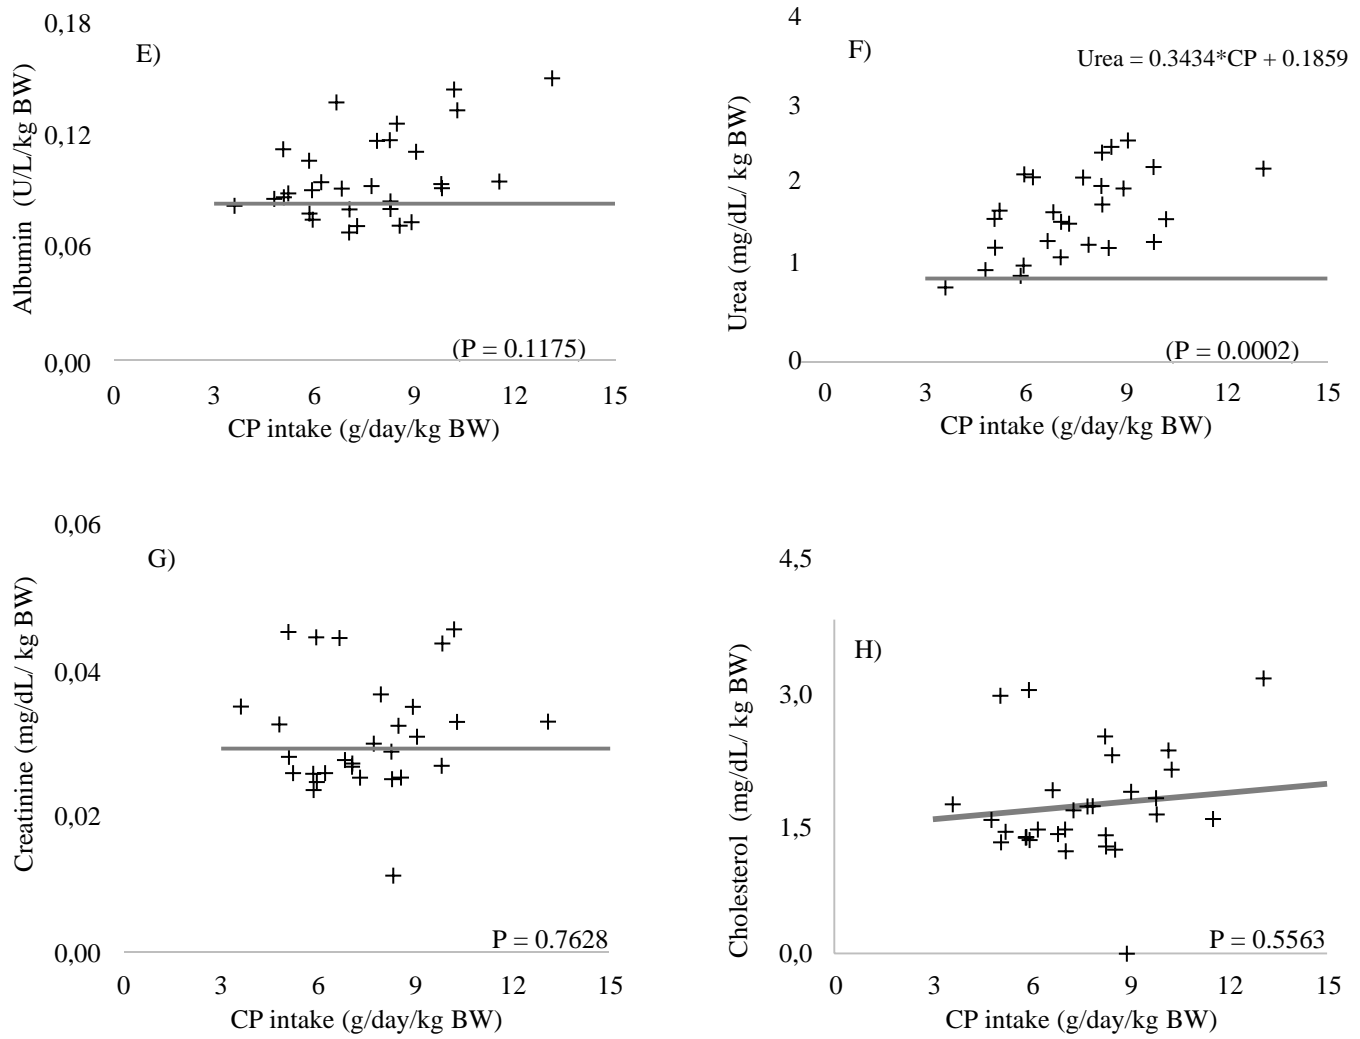 0.18
E)
0.12
0.06
0.00
Albumin (U/L/kg BW)
(P = 0.1175)
0 3 6 9 12 15
CP intake (g/day/kg BW)
4
F)
Urea = 0.3434*CP + 0.1859
3
2
1
0
Urea (mg/dL/ kg BW)
(P = 0.0002)
0 3 6 9 12 15
CP intake (g/day/kg BW)
0,06
G)
0,04
0,02
0,00
Creatinine (mg/dL/ kg BW)
P = 0.7628
0 3 6 9 12 15
CP intake (g/day/kg BW)
4,5
H)
3,0
1,5
0,0
Cholesterol (mg/dL/ kg BW)
P = 0.5563
0 3 6 9 12 15
CP intake (g/day/kg BW)